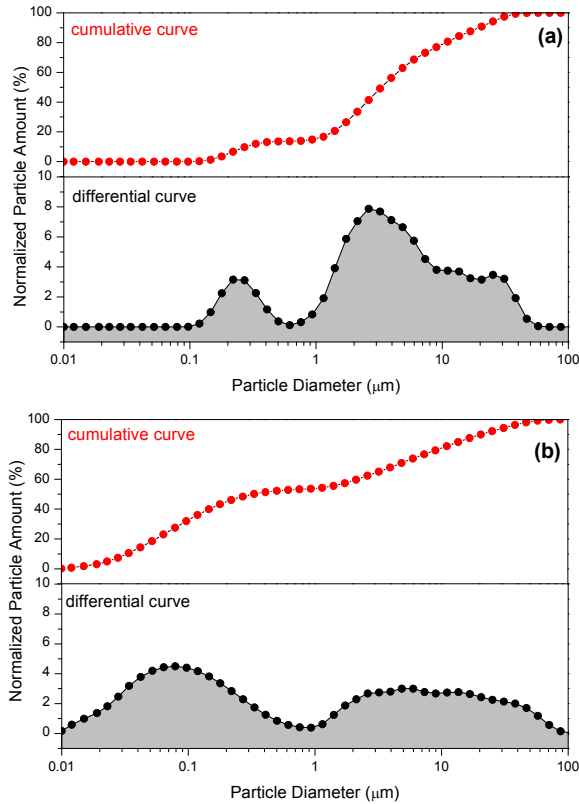 100
cumulative curve
(a)
80
60
40
20
0
10
differential curve
8
6
4
2
0
Normalized Particle Amount (%)
0.01 0.1 1 10 100
Particle Diameter (μm)
100
cumulative curve
(b)
80
60
40
20
0
10
differential curve
8
6
4
2
0
Normalized Particle Amount (%)
0.01 0.1 1 10 100
Particle Diameter (μm)